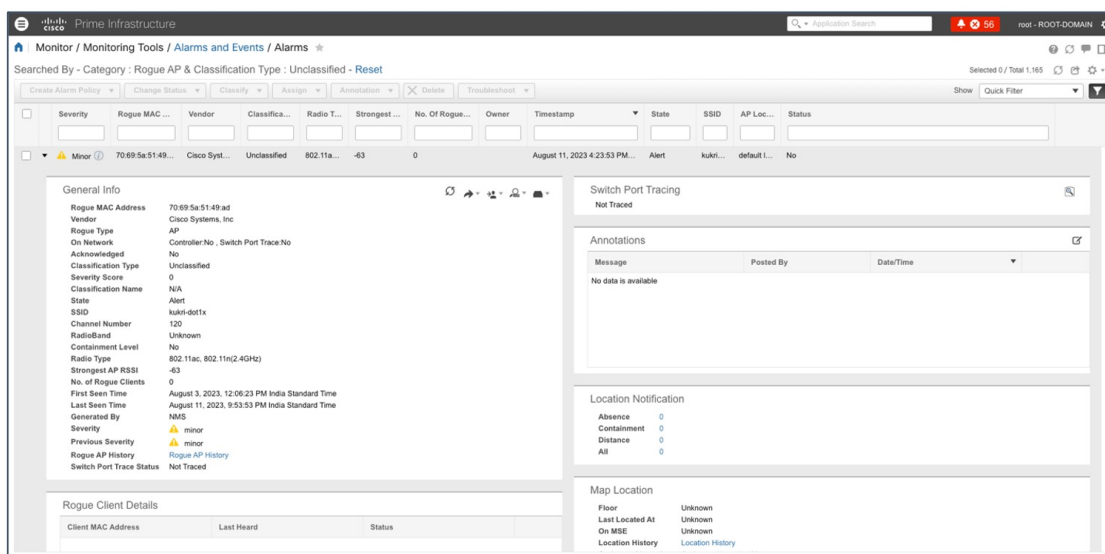 cisco Prime Infrastructure
Application Search
56
root - ROOT-DOMAIN
Monitor / Monitoring Tools / Alarms and Events / Alarms
Searched By - Category : Rogue AP & Classification Type : Unclassified - Reset
Selected 0 / Total 1,165
Create Alarm Policy Change Status Classify Assign Annotation Delete Troubleshoot
Show Quick Filter
Severity Rogue MAC ... Vendor Classifica... Radio T... Strongest ... No. Of Rogue... Owner Timestamp State SSID AP Loc... Status
Minor 70:69:5a:51:49... Cisco Syst... Unclassified 802.11a... -63 0 August 11, 2023 4:23:53 PM... Alert kukri... default l... No
General Info
Rogue MAC Address 70:69:5a:51:49:ad
Vendor Cisco Systems, Inc
Rogue Type AP
On Network Controller:No , Switch Port Trace:No
Acknowledged No
Classification Type Unclassified
Severity Score 0
Classification Name N/A
State Alert
SSID kukri-dot1x
Channel Number 120
RadioBand Unknown
Containment Level No
Radio Type 802.11ac, 802.11n(2.4GHz)
Strongest AP RSSI -63
No. of Rogue Clients 0
First Seen Time August 3, 2023, 12:06:23 PM India Standard Time
Last Seen Time August 11, 2023, 9:53:53 PM India Standard Time
Generated By NMS
Severity minor
Previous Severity minor
Rogue AP History Rogue AP History
Switch Port Trace Status Not Traced
Rogue Client Details
Client MAC Address Last Heard Status
Switch Port Tracing
Not Traced
Annotations
Message Posted By Date/Time
No data is available
Location Notification
Absence 0
Containment 0
Distance 0
All 0
Map Location
Floor Unknown
Last Located At Unknown
On MSE Unknown
Location History Location History